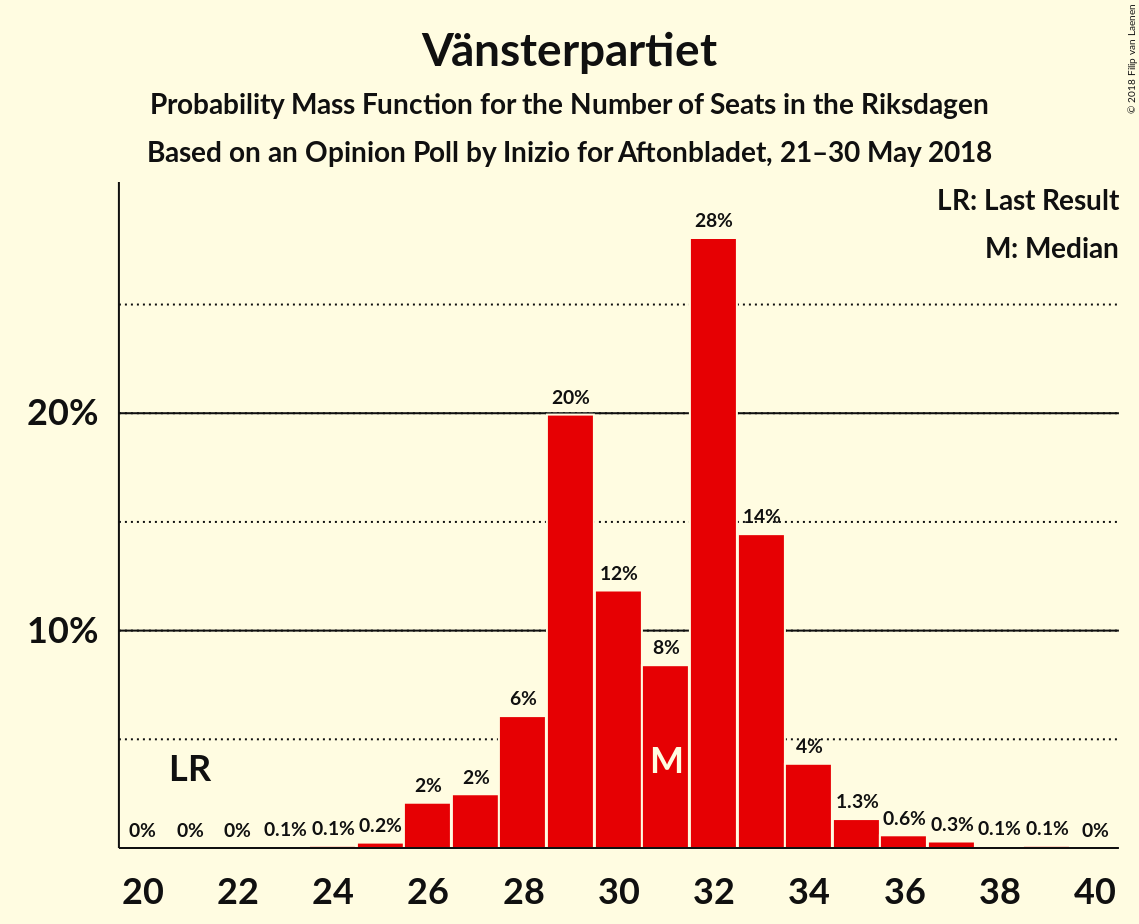 Vänsterpartiet
Probability Mass Function for the Number of Seats in the Riksdagen
Based on an Opinion Poll by Inizio for Aftonbladet, 21–30 May 2018
© 2018 Filip van Laenen
LR: Last Result
M: Median
28%
20%
20%
14%
12%
10%
8%
6%
LR
M
4%
2%
2%
1.3%
0%
0%
0%
0.1%
0.1%
0.2%
0.6%
0.3%
0.1%
0.1%
0%
20 22 24 26 28 30 32 34 36 38 40